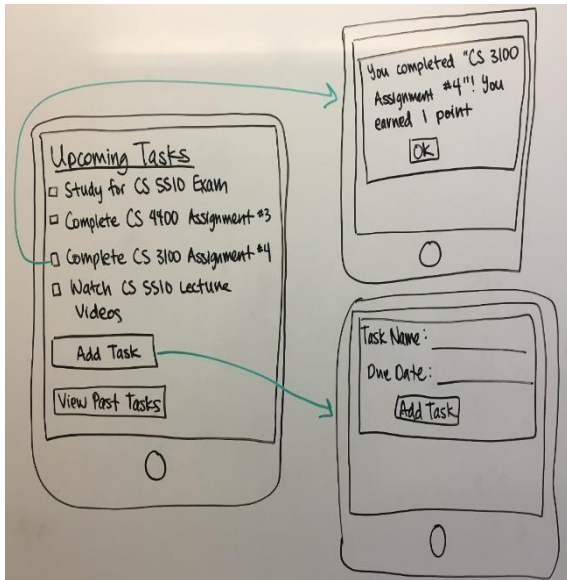 Upcoming Tasks
Study for CS 5510 Exam
Complete CS 4400 Assignment #3
Complete CS 3100 Assignment #4
Watch CS 5510 Lecture
Videos
Add Task
View Past Tasks
You completed "CS 3100
Assignment #4"! You
earned 1 point
OK
Task Name:
Due Date:
Add Task